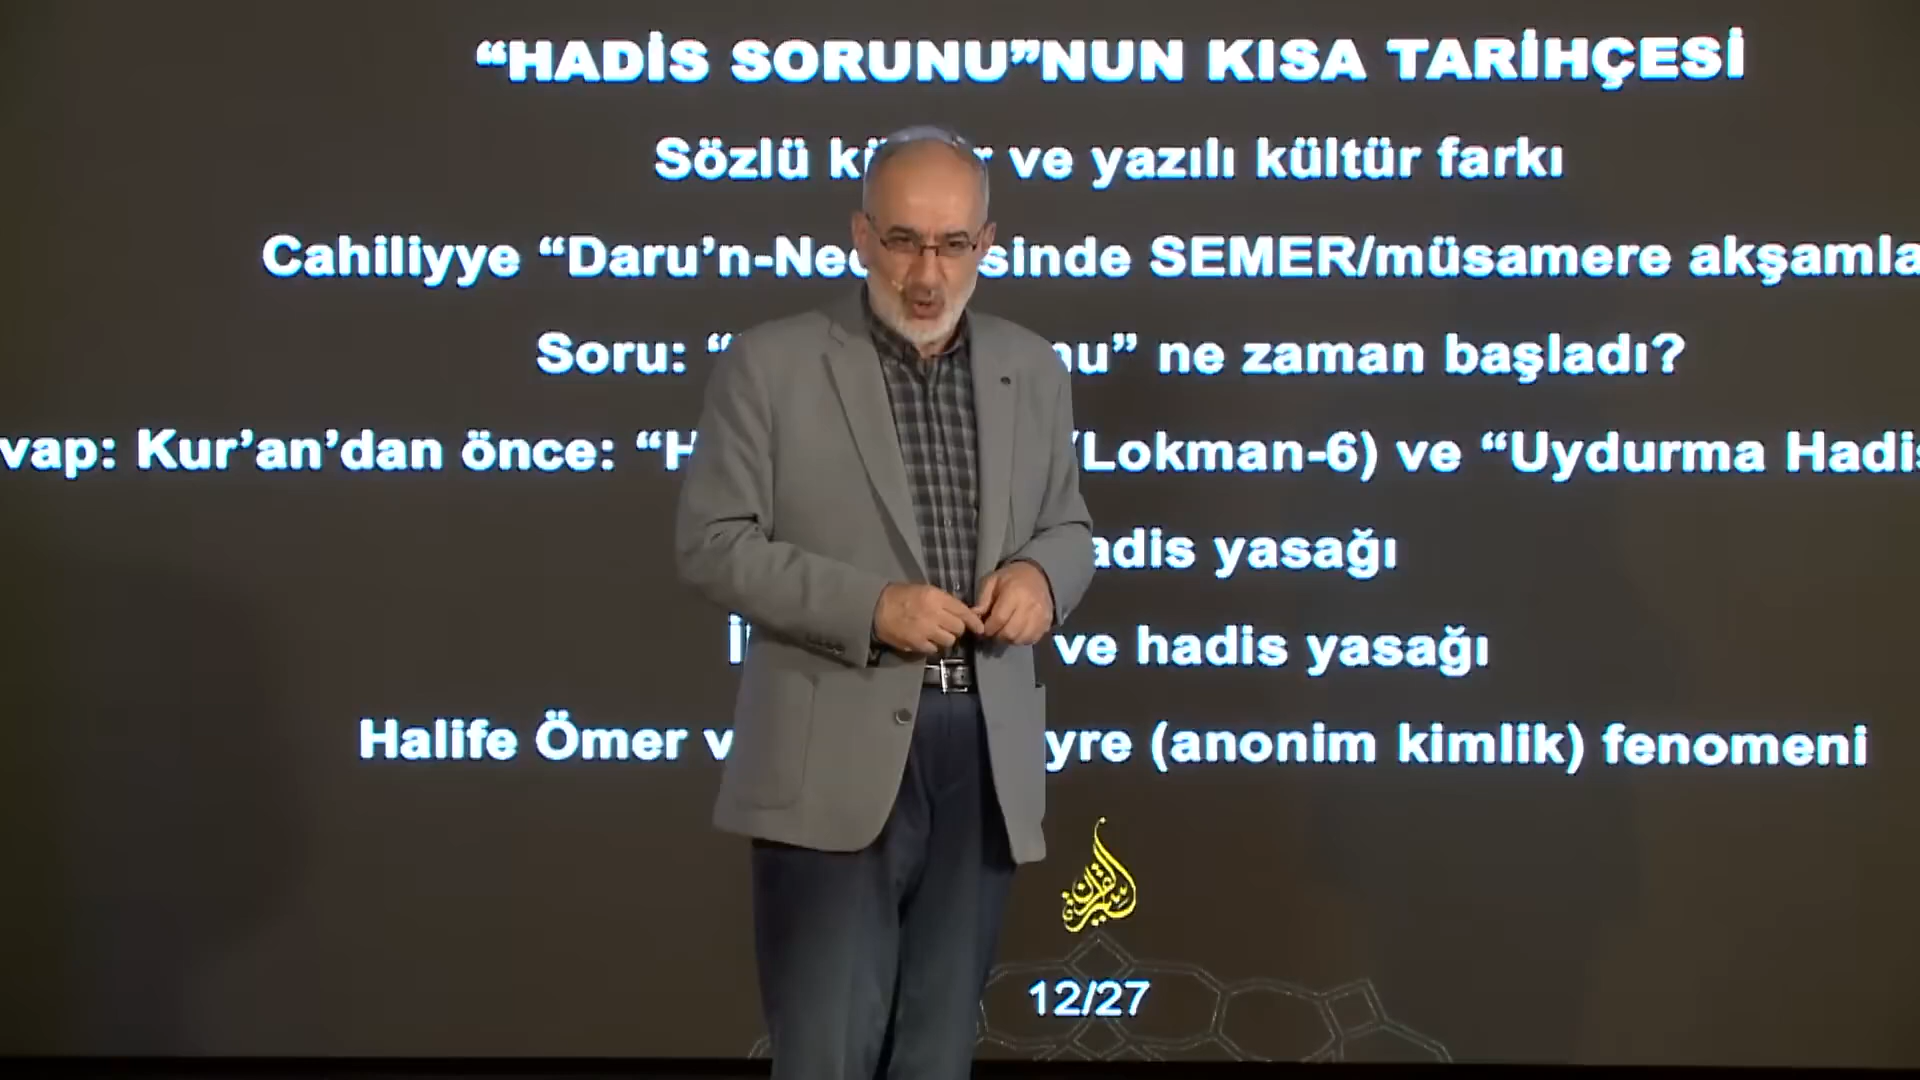 “HADİS SORUNU”NUN KISA TARİHÇESİ
Sözlü ve yazılı kültür farkı
Cahiliyye “Daru’n-Ne sinde SEMER/müsamere akşamla
Soru: “ nu” ne zaman başladı?
vap: Kur’an’dan önce: “H (Lokman-6) ve “Uydurma Hadis
adis yasağı
ve hadis yasağı
Halife Ömer v yre (anonim kimlik) fenomeni
12/27